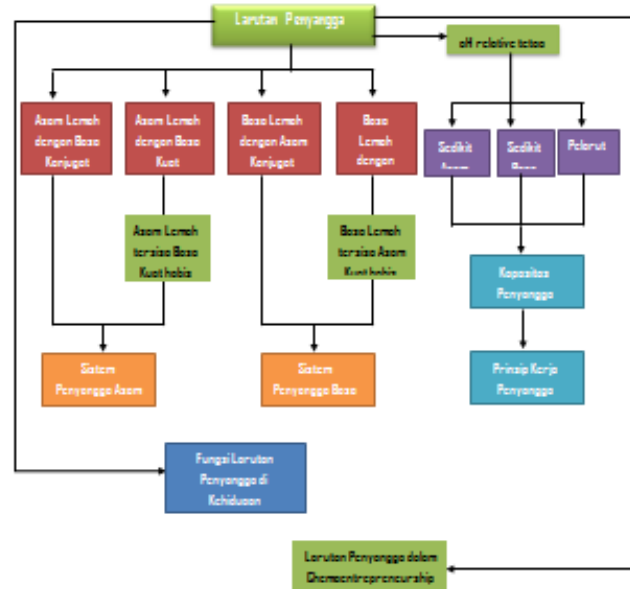 Larutan Penyangga
pH relative tetap
Asam Lemah
dengan Basa
Konjugat
Asam Lemah
dengan Basa
Kuat
Basa Lemah
dengan Asam
Konjugat
Basa
Lemah
dengan
Sedikit
Sedikit
Pelarut
Asam Lemah
tersisa Basa
Kuat habis
Basa Lemah
tersisa Asam
Kuat habis
Kapasitas
Penyangga
Sistem
Penyangga Asam
Sistem
Penyangga Basa
Prinsip Kerja
Penyangga
Fungsi Larutan
Penyangga di
Larutan Penyangga dalam
Chemoentrepreneurship